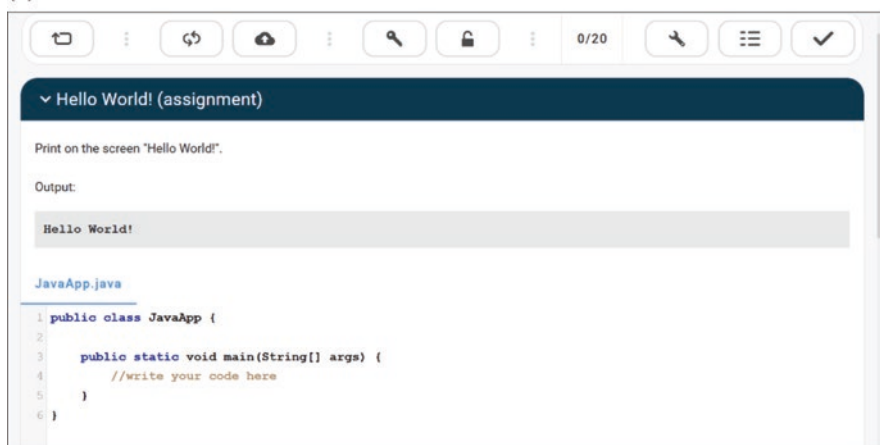 0/20
Hello World! (assignment)
Print on the screen "Hello World!".
Output:
Hello World!
JavaApp.java
1 public class JavaApp {
2
3     public static void main(String[] args) {
4         //write your code here
5     }
6 }